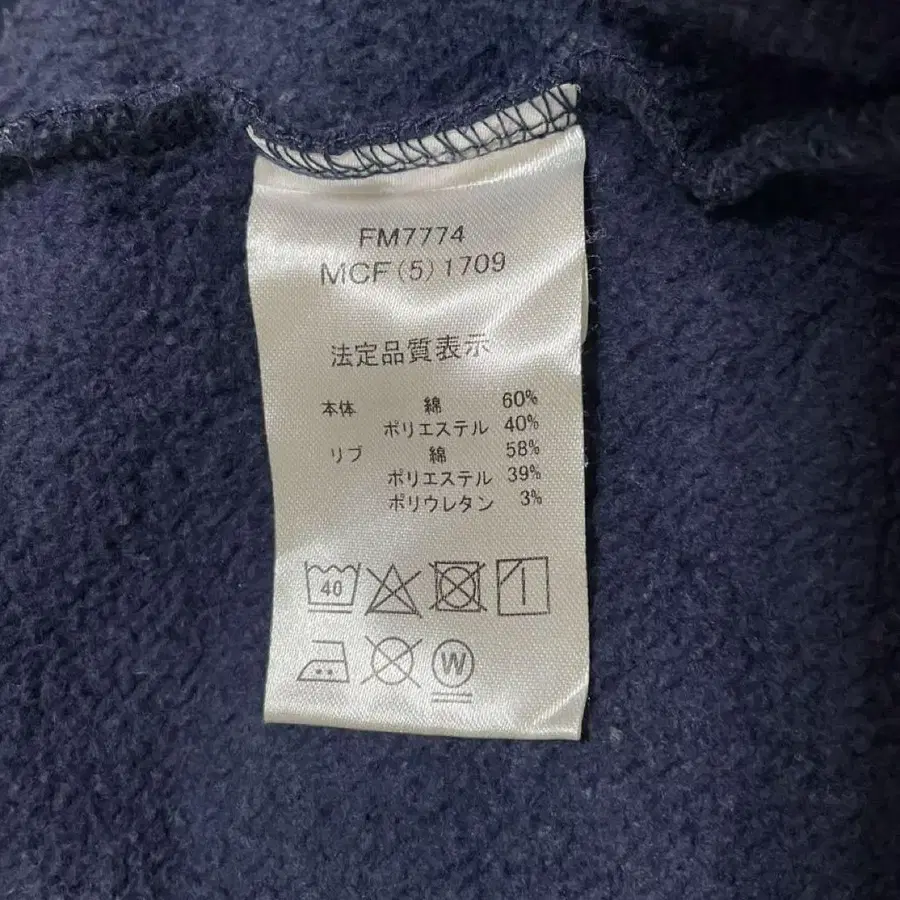 FM7774
MCF(5)1709
法定品質表示
本体 綿 60%
ポリエステル 40%
リブ 綿 58%
ポリエステル 39%
ポリウレタン 3%
40
W